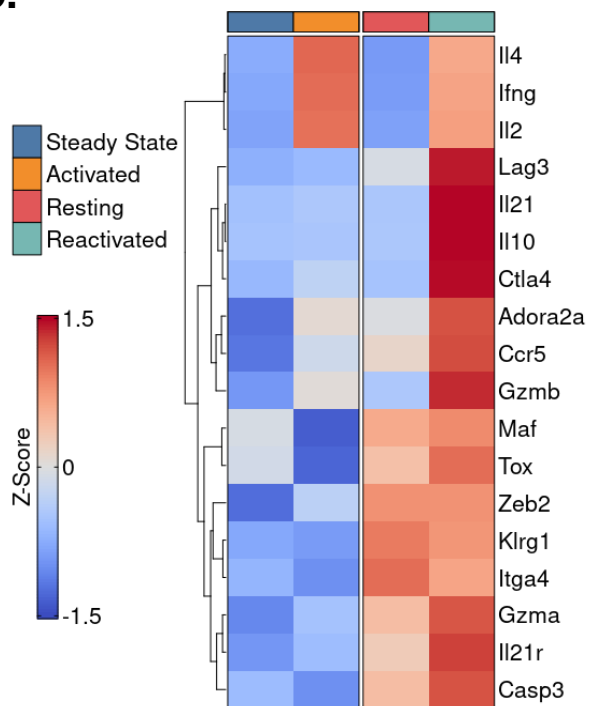 Il4
Ifng
Il2
Steady State
Activated
Resting
Reactivated
Lag3
Il21
Il10
Ctla4
Adora2a
Ccr5
Gzmb
Maf
Tox
Zeb2
Klrg1
Itga4
Gzma
Il21r
Casp3
1.5
0
-1.5
Z-Score